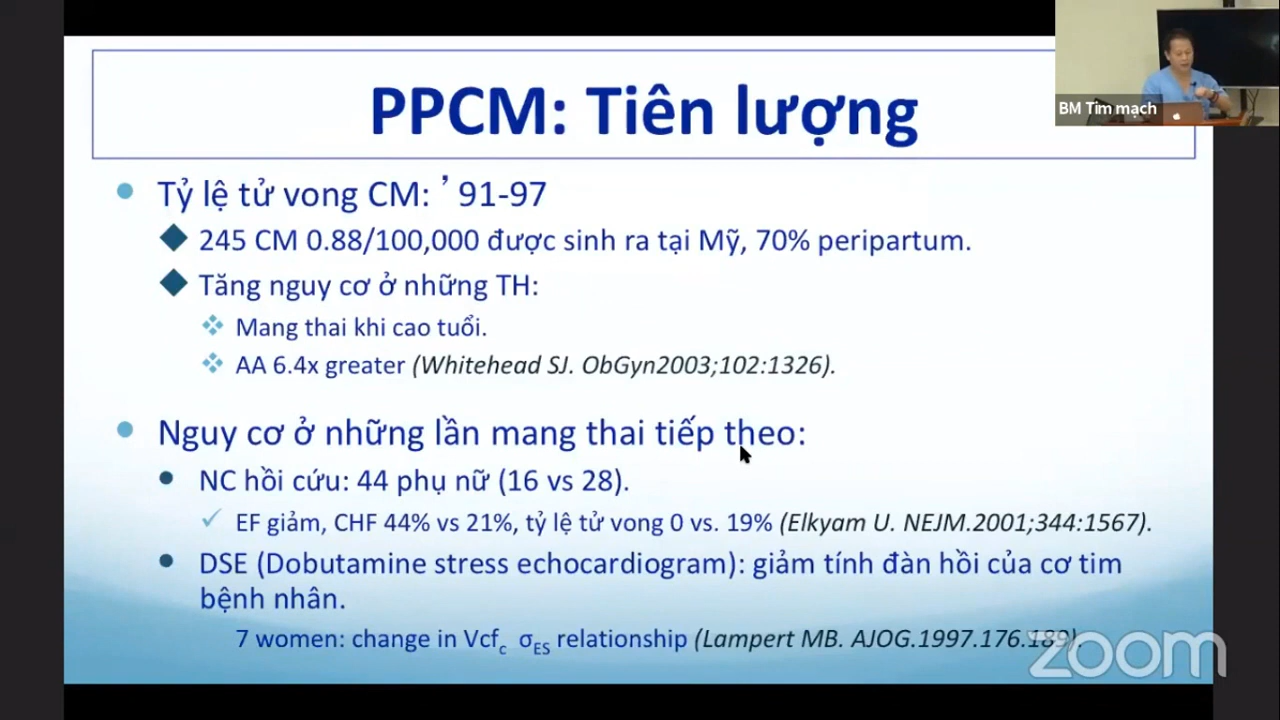 PPCM: Tiên lượng
BM Tim mạch
Tỷ lệ tử vong CM: ’91-97
245 CM 0.88/100,000 được sinh ra tại Mỹ, 70% peripartum.
Tăng nguy cơ ở những TH:
Mang thai khi cao tuổi.
AA 6.4x greater (Whitehead SJ. ObGyn2003;102:1326).
Nguy cơ ở những lần mang thai tiếp theo:
NC hồi cứu: 44 phụ nữ (16 vs 28).
EF giảm, CHF 44% vs 21%, tỷ lệ tử vong 0 vs. 19% (Elkyam U. NEJM.2001;344:1567).
DSE (Dobutamine stress echocardiogram): giảm tính đàn hồi của cơ tim
bệnh nhân.
7 women: change in Vcfc σES relationship (Lampert MB. AJOG.1997.176.189).
zoom